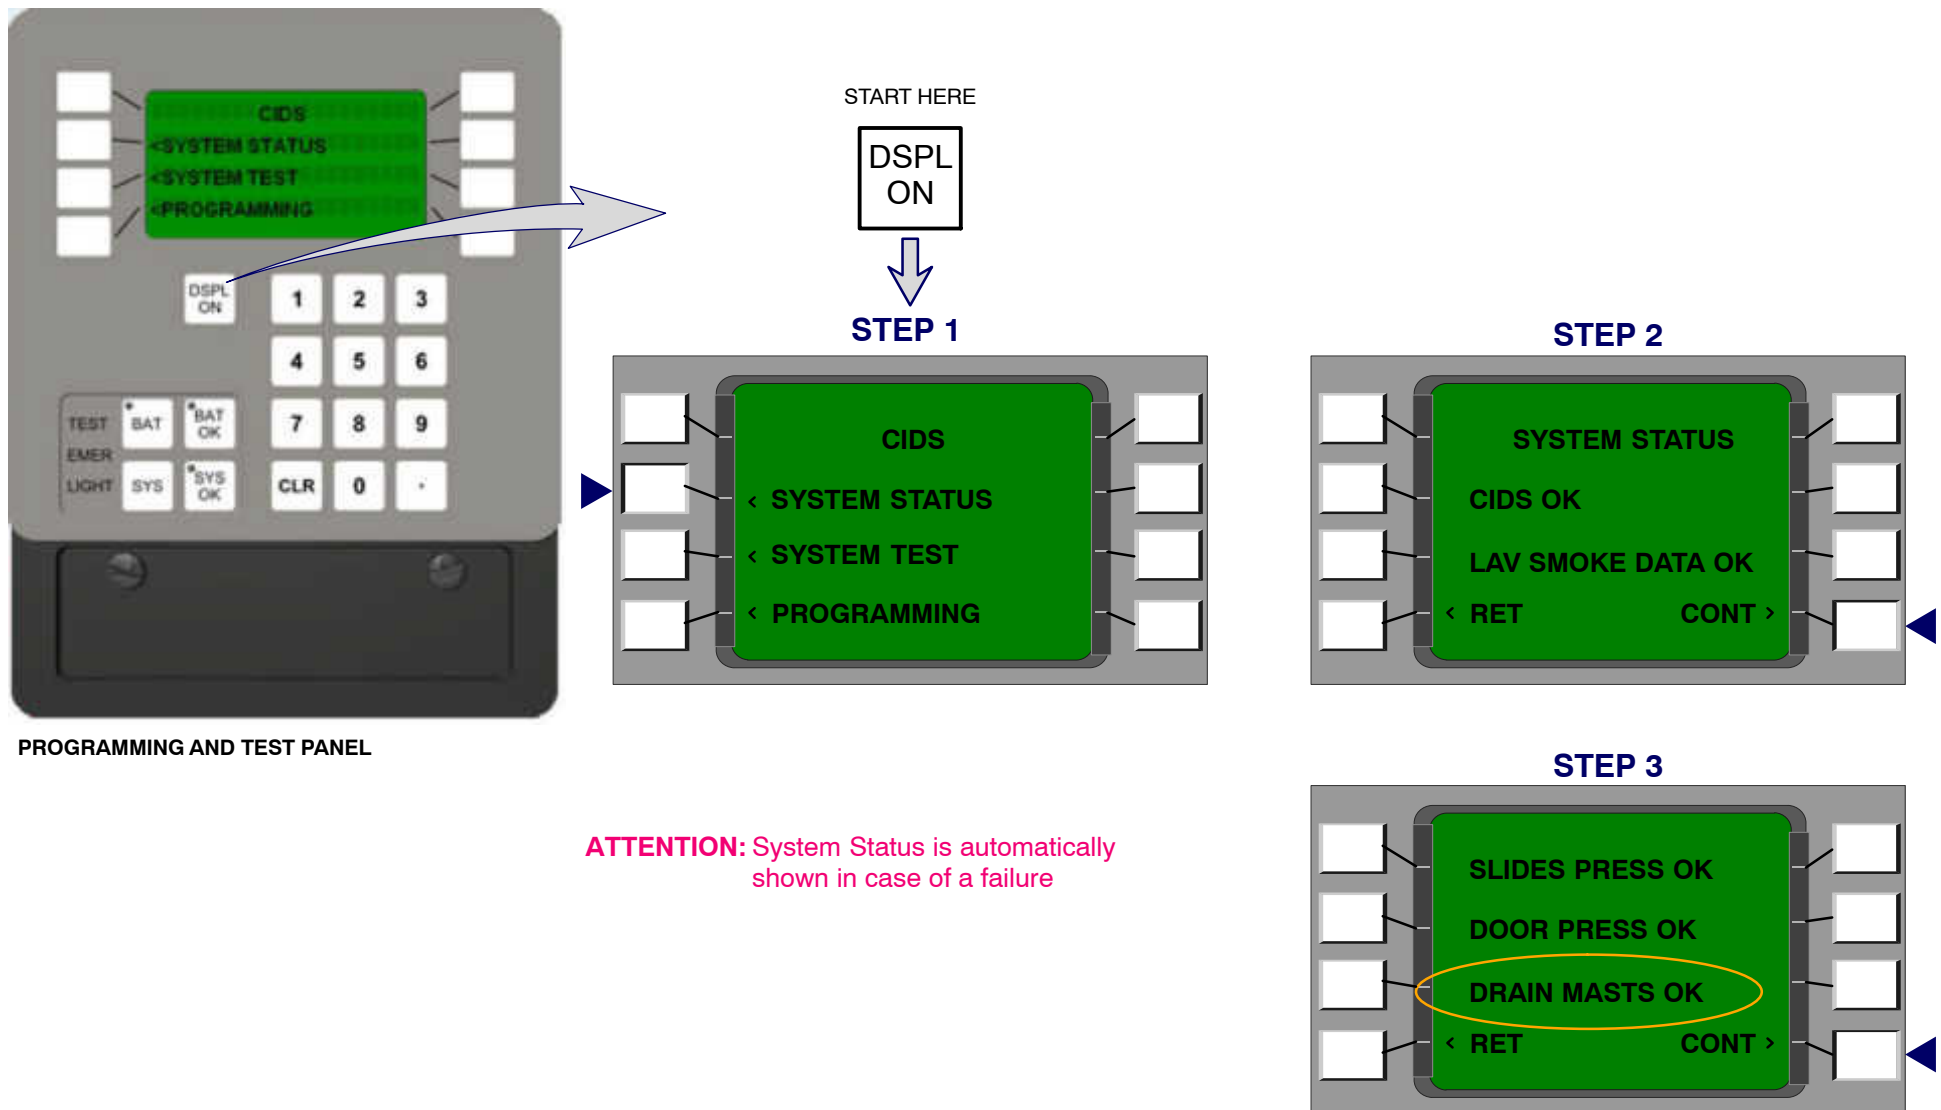 CIDS
<SYSTEM STATUS
<SYSTEM TEST
<PROGRAMMING
DSPL
ON
1 2 3
4 5 6
7 8 9
CLR 0 .
TEST
EMER
LIGHT
BAT
BAT
OK
SYS
SYS
OK
PROGRAMMING AND TEST PANEL
START HERE
DSPL
ON
STEP 1
CIDS
< SYSTEM STATUS
< SYSTEM TEST
< PROGRAMMING
STEP 2
SYSTEM STATUS
CIDS OK
LAV SMOKE DATA OK
< RET CONT >
ATTENTION: System Status is automatically
shown in case of a failure
STEP 3
SLIDES PRESS OK
DOOR PRESS OK
DRAIN MASTS OK
< RET CONT >